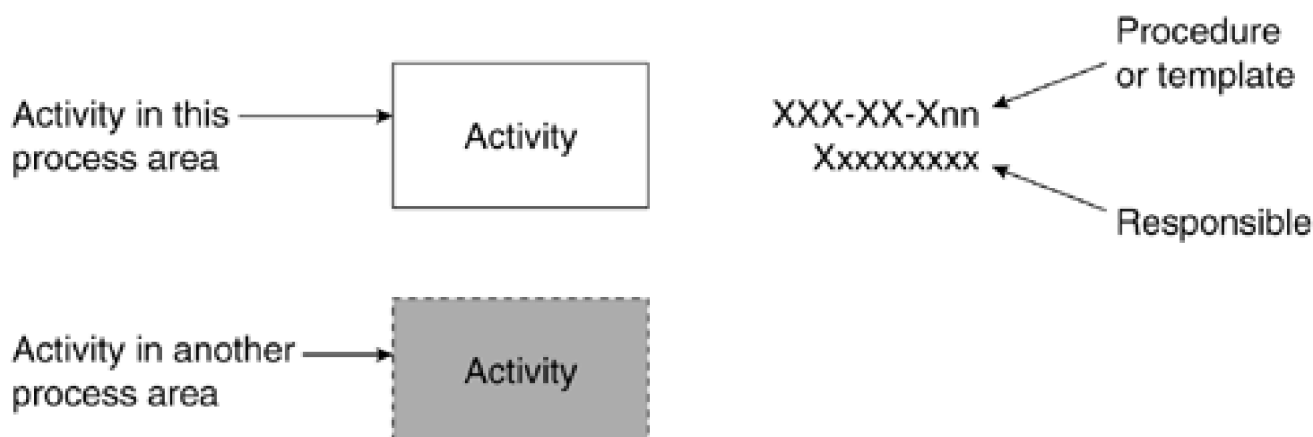 Procedure
or template
Activity in this
process area
Activity
XXX-XX-Xnn
Xxxxxxxxx
Responsible
Activity in another
process area
Activity